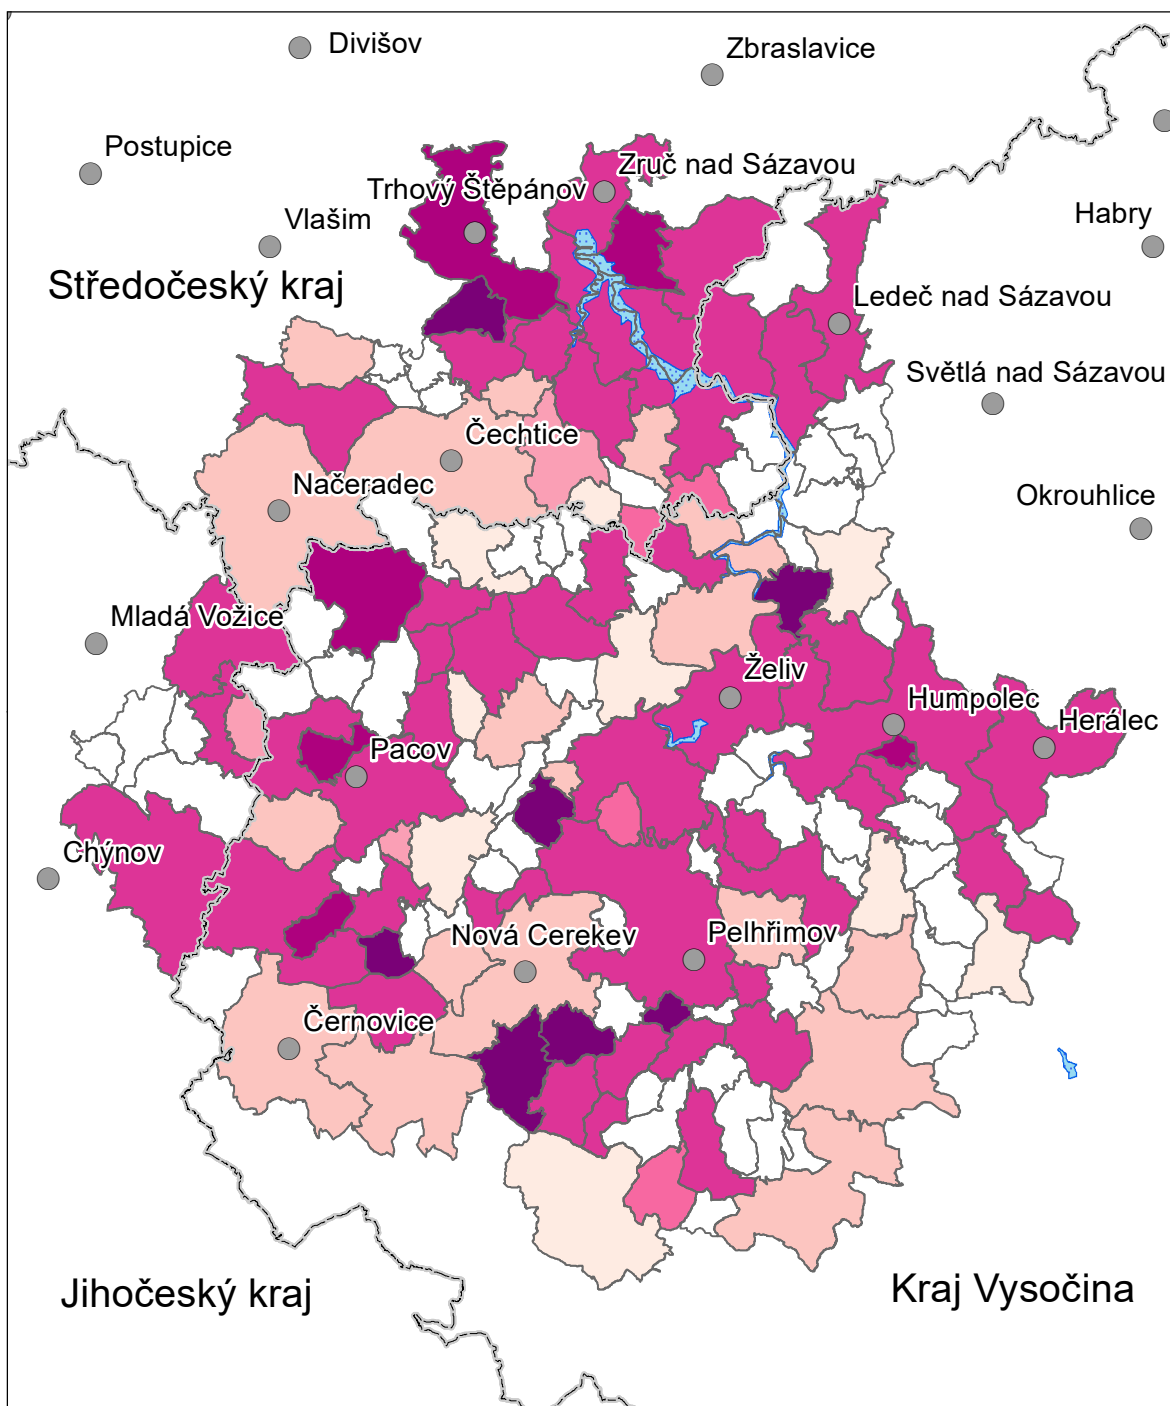 Divišov
Zbraslavice
Postupice
Zruč nad Sázavou
Trhový Štěpánov
Vlašim
Habry
Středočeský kraj
Ledeč nad Sázavou
Světlá nad Sázavou
Čechtice
Načeradec
Okrouhlice
Mladá Vožice
Želiv
Humpolec
Herálec
Pacov
Chýnov
Nová Cerekev
Pelhřimov
Černovice
Jihočeský kraj
Kraj Vysočina